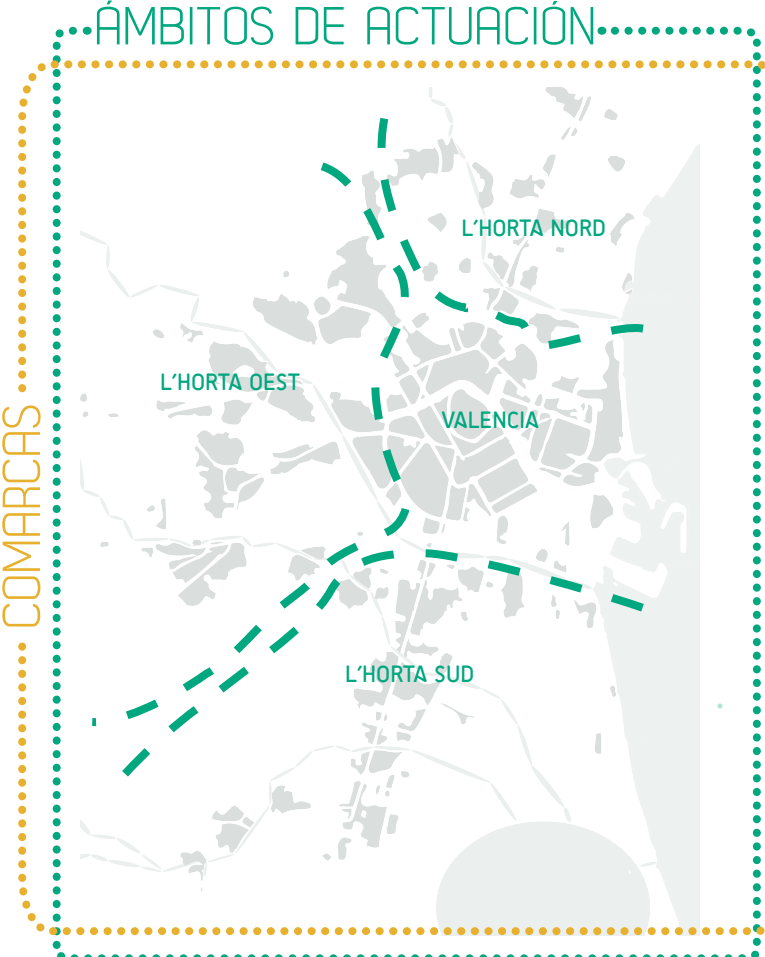 ÁMBITOS DE ACTUACIÓN
COMARCAS
L'HORTA NORD
L'HORTA OEST
VALENCIA
L'HORTA SUD